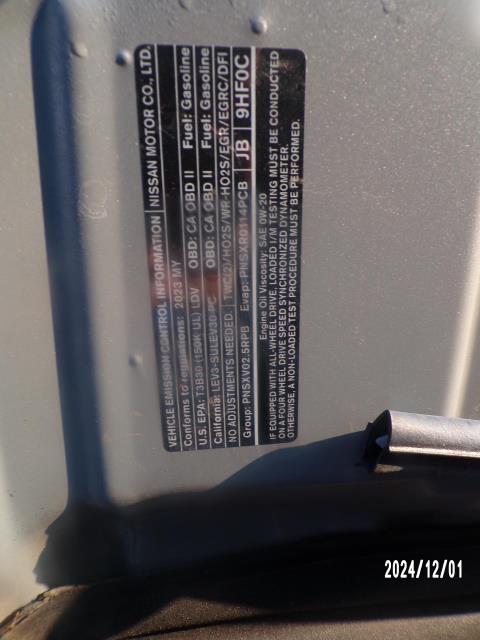 VEHICLE EMISSION CONTROL INFORMATION NISSAN MOTOR CO., LTD.
Conforms to regulations: 2023 MY
U.S. EPA: T3B30 (150K UL) LDV OBD: CA OBD II Fuel: Gasoline
California: LEV3-SULEV30-PC OBD: CA OBD II Fuel: Gasoline
NO ADJUSTMENTS NEEDED. TWC(2)/HO2S/WR-HO2S/EGR/EGRC/DFI
Group: PNSXV02.5RPB Evap: PNSXR0114PCB JB 9HF0C
Engine Oil Viscosity: SAE 0W-20
IF EQUIPPED WITH ALL-WHEEL DRIVE, LOADED I/M TESTING MUST BE CONDUCTED
ON A FOUR WHEEL DRIVE SPEED SYNCHRONIZED DYNAMOMETER.
OTHERWISE, A NON-LOADED TEST PROCEDURE MUST BE PERFORMED.
2024/12/01